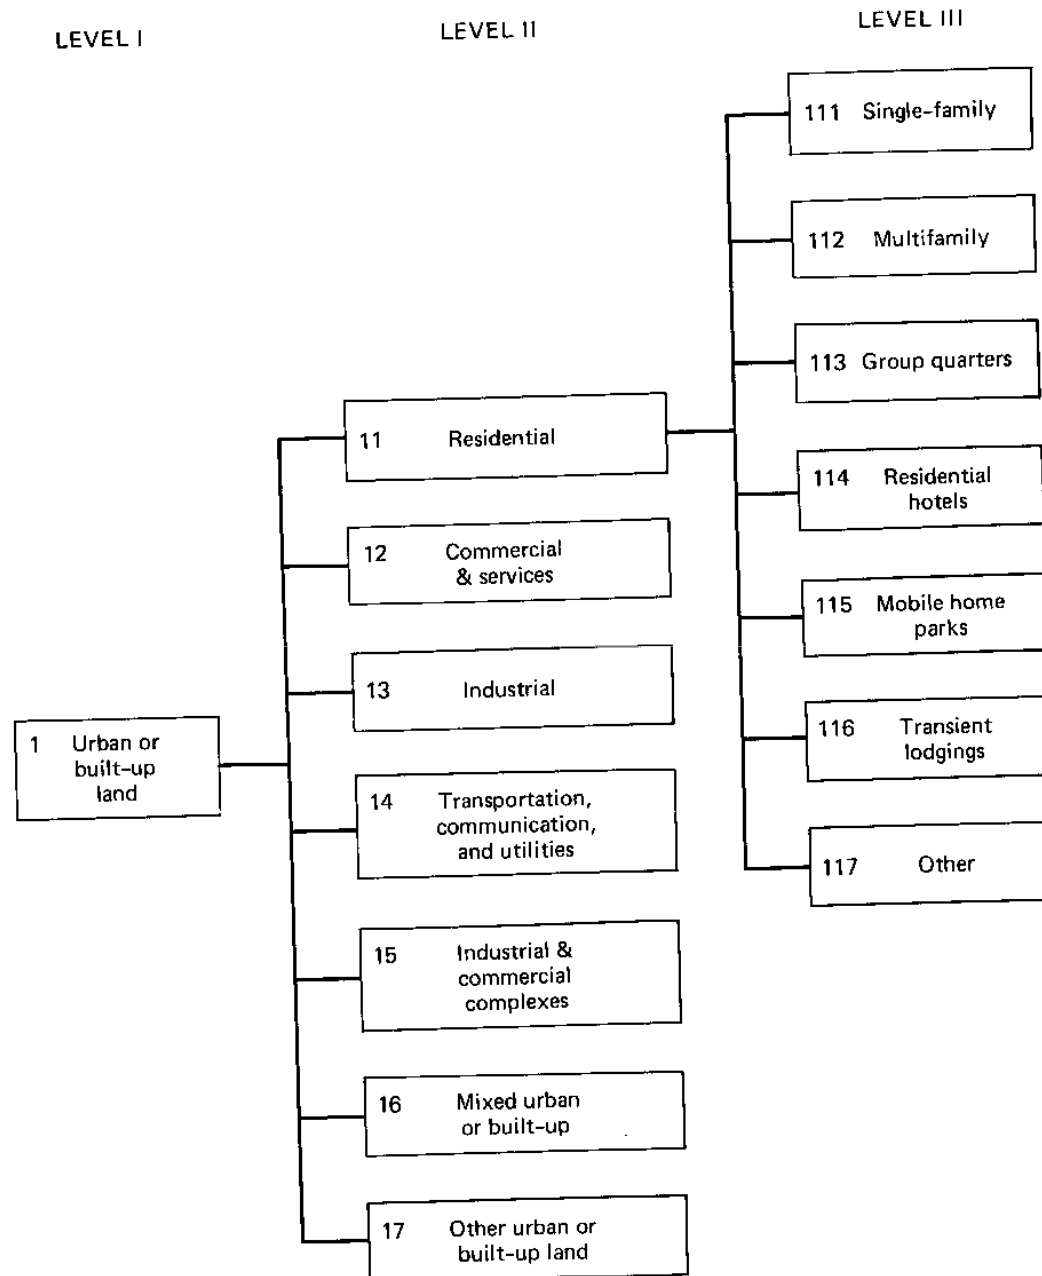 LEVEL I
LEVEL II
LEVEL III
1 Urban or
built-up
land
11 Residential
12 Commercial
& services
13 Industrial
14 Transportation,
communication,
and utilities
15 Industrial &
commercial
complexes
16 Mixed urban
or built-up
17 Other urban or
built-up land
111 Single-family
112 Multifamily
113 Group quarters
114 Residential
hotels
115 Mobile home
parks
116 Transient
lodgings
117 Other